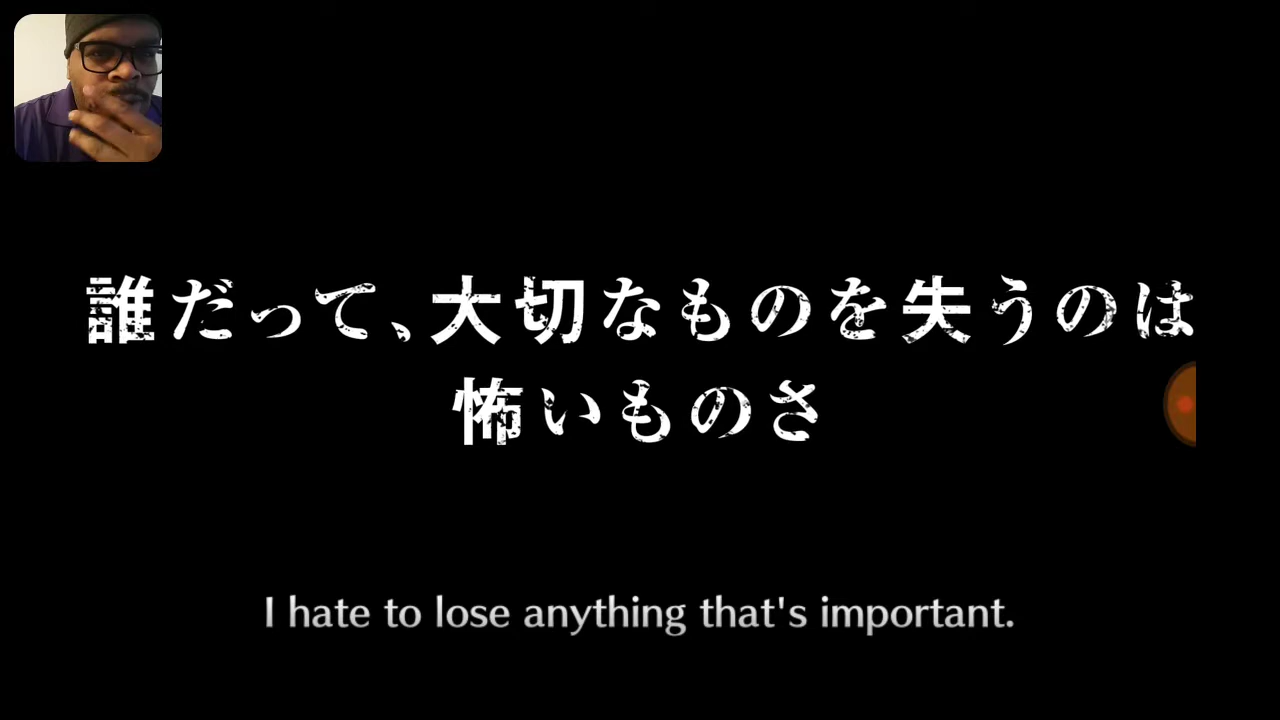 誰だって、大切なものを失うのは
怖いものさ
I hate to lose anything that's important.